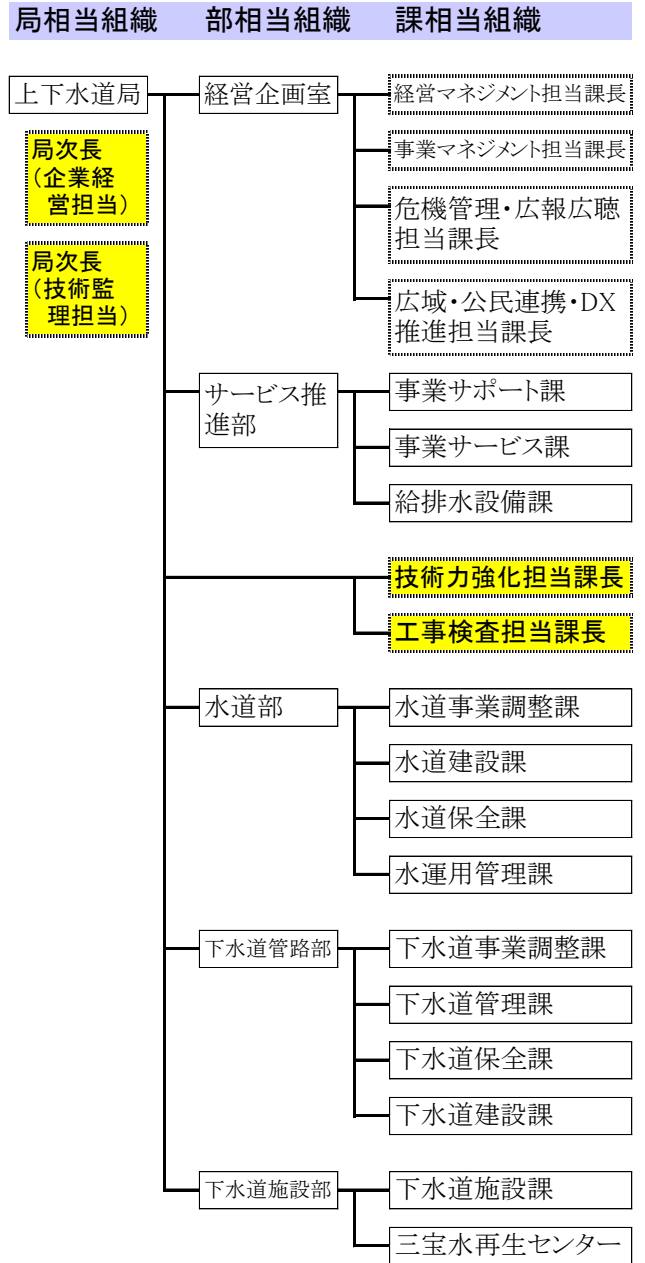 局相当組織 部相当組織 課相当組織
上下水道局
局次長
(企業経
営担当)
局次長
(技術監
理担当)
経営企画室
経営マネジメント担当課長
事業マネジメント担当課長
危機管理・広報広聴
担当課長
広域・公民連携・DX
推進担当課長
サービス推
進部
事業サポート課
事業サービス課
給排水設備課
技術力強化担当課長
工事検査担当課長
水道部
水道事業調整課
水道建設課
水道保全課
水運用管理課
下水道管路部
下水道事業調整課
下水道管理課
下水道保全課
下水道建設課
下水道施設部
下水道施設課
三宝水再生センター